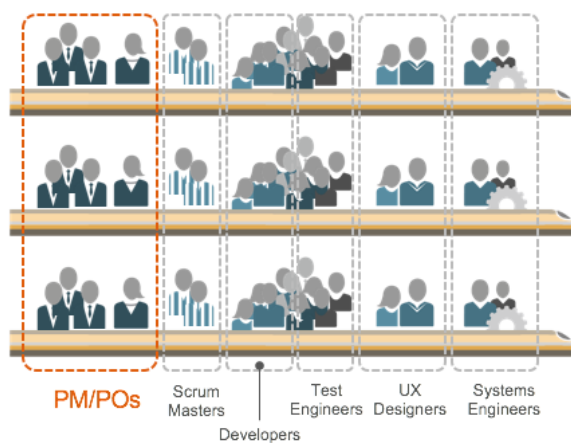 PM/POs
Scrum
Masters
Developers
Test
Engineers
UX
Designers
Systems
Engineers